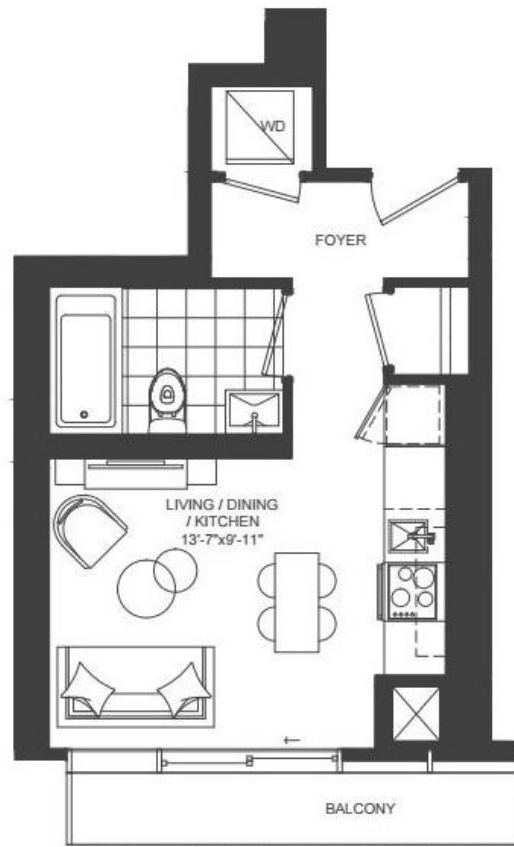 WD
FOYER
LIVING / DINING
/ KITCHEN
13'-7"x9'-11"
BALCONY